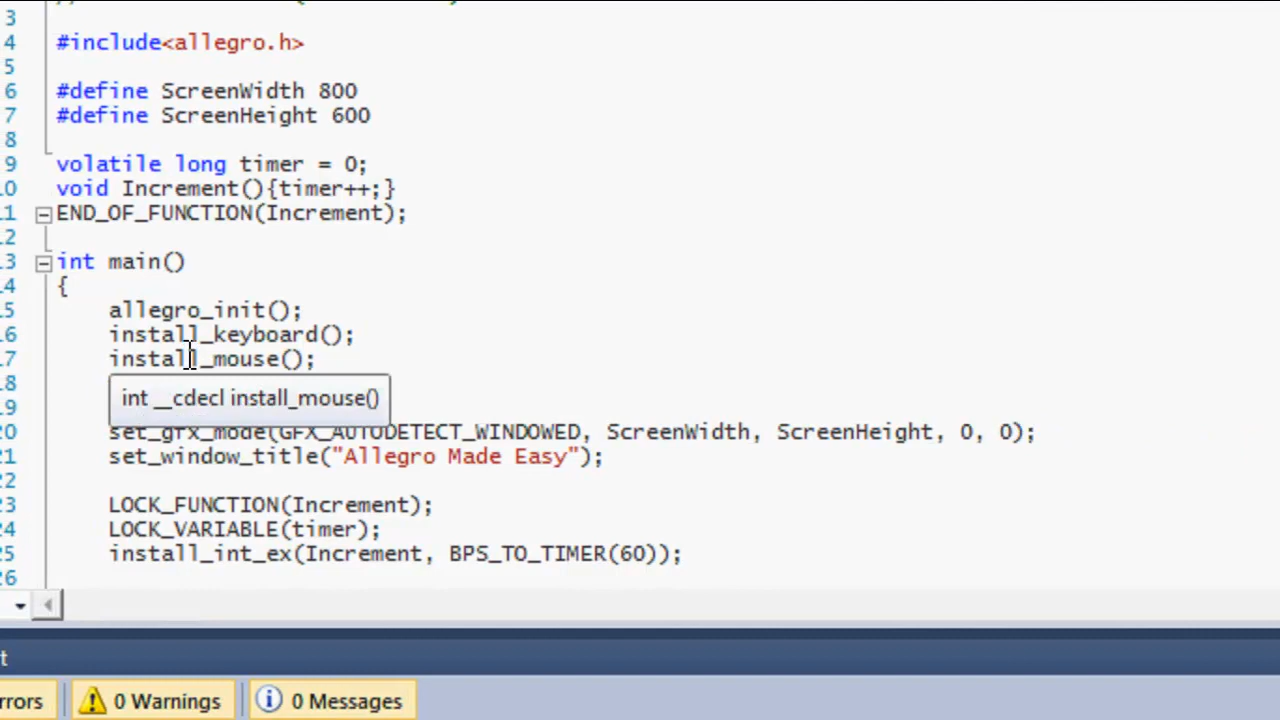 3
4 #include<allegro.h>
5
6 #define ScreenWidth 800
7 #define ScreenHeight 600
8
9 volatile long timer = 0;
10 void Increment(){timer++;}
11 END_OF_FUNCTION(Increment);
12
13 int main()
14 {
15 allegro_init();
16 install_keyboard();
17 install_mouse();
18
int __cdecl install_mouse()
19
20 set_gfx_mode(GFX_AUTODETECT_WINDOWED, ScreenWidth, ScreenHeight, 0, 0);
21 set_window_title("Allegro Made Easy");
22
23 LOCK_FUNCTION(Increment);
24 LOCK_VARIABLE(timer);
25 install_int_ex(Increment, BPS_TO_TIMER(60));
26
t
rrors 0 Warnings 0 Messages